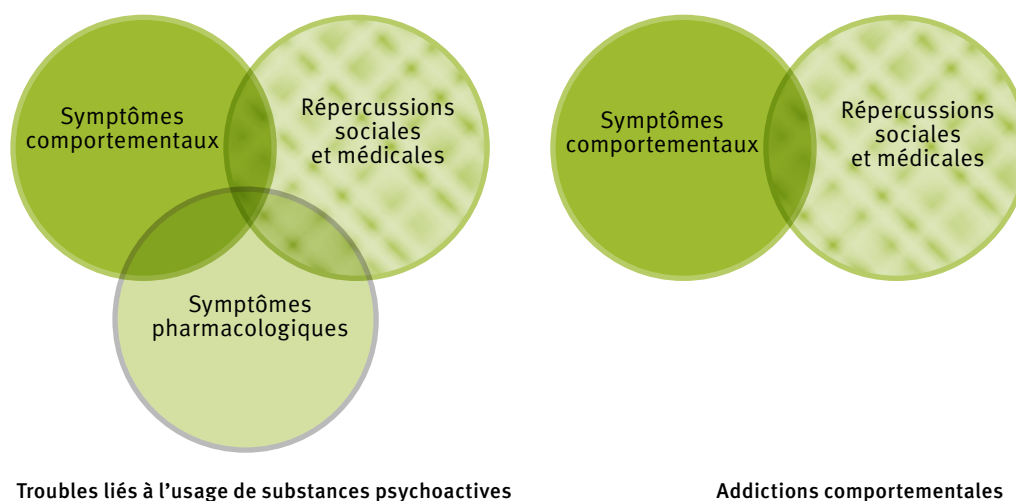 Symptômes
comportementaux
Répercussions
sociales
et médicales
Symptômes
pharmacologiques
Symptômes
comportementaux
Répercussions
sociales
et médicales
Troubles liés à l’usage de substances psychoactives
Addictions comportementales